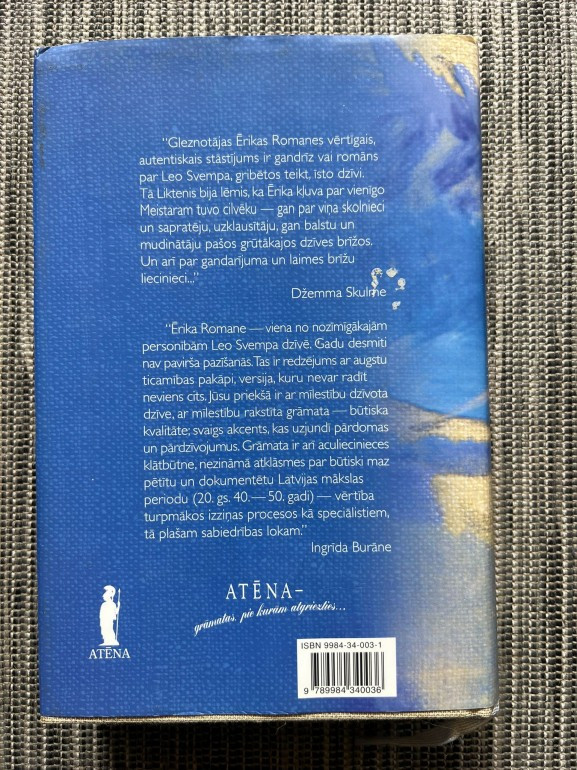 “Gleznotājas Ērikas Romanes vērtīgais,
autentiskais stāstījums ir gandrīz vai romāns
par Leo Svempa, gribētos teikt, īsto dzīvi.
Tā Liktenis bija lēmis, ka Ērika kļuva par vienīgo
Meistaram tuvo cilvēku — gan par viņa skolnieci
un sapratēju, uzklausītāju, gan balstu un
mudinātāju pašos grūtākajos dzīves brīžos.
Un arī par gandarījuma un laimes brīžu
liecinieci...”
Džemma Skulme
“Ērika Romane — viena no nozīmīgākajām
personībām Leo Svempa dzīvē. Gadu desmiti
nav pavirša pazīšanās. Tas ir redzējums ar augstu
ticamības pakāpi, versija, kuru nevar radīt
neviens cits. Jūsu priekšā ir ar mīlestību dzīvota
dzīve, ar mīlestību rakstīta grāmata — būtiska
kvalitāte; svaigs akcents, kas uzjundī pārdomas
un pārdzīvojumus. Grāmata ir arī aculiecinieces
klātbūtne, nezināmā atklāsmes par būtiski maz
pētītu un dokumentētu Latvijas mākslas
periodu (20. gs. 40.— 50. gadi) — vērtība
turpmākos izziņas procesos kā speciālistiem,
tā plašam sabiedrības lokam.”
Ingrīda Burāne
ATĒNA–
grāmatas, pie kurām atgriezties...
ATĒNA
ISBN 9984-34-003-1
9 789984 340036